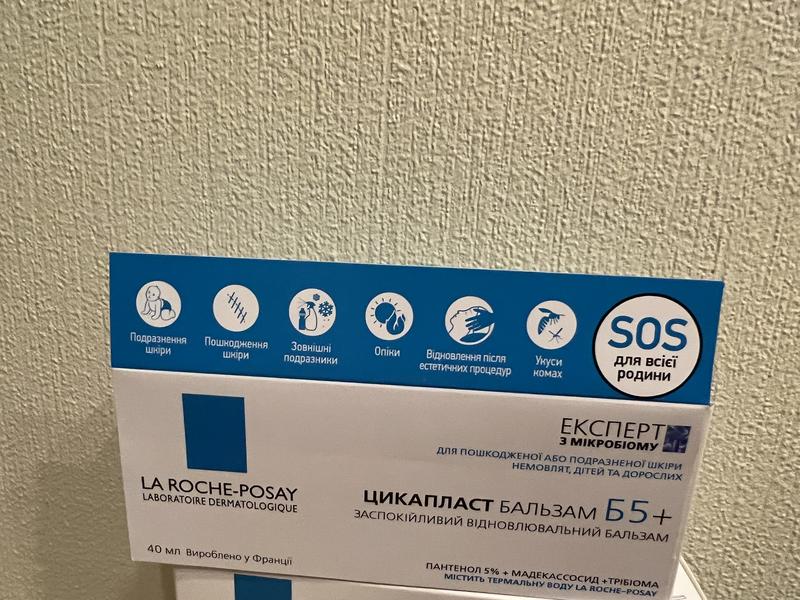 Подразнення
шкіри
Пошкодження
шкіри
Зовнішні
подразники
Опіки
Відновлення після
естетичних процедур
Укуси
комах
SOS
для всієї
родини
ЕКСПЕРТ
З МІКРОБІОМУ
ДЛЯ ПОШКОДЖЕНОЇ АБО ПОДРАЗНЕНОЇ ШКІРИ
НЕМОВЛЯТ, ДІТЕЙ ТА ДОРОСЛИХ
LA ROCHE-POSAY
LABORATOIRE DERMATOLOGIQUE
ЦИКАПЛАСТ БАЛЬЗАМ Б5+
ЗАСПОКІЙЛИВИЙ ВІДНОВЛЮВАЛЬНИЙ БАЛЬЗАМ
40 мл Вироблено у Франції
ПАНТЕНОЛ 5% + МАДЕКАССОСИД +ТРІБІОМА
МІСТИТЬ ТЕРМАЛЬНУ ВОДУ LA ROCHE-POSAY